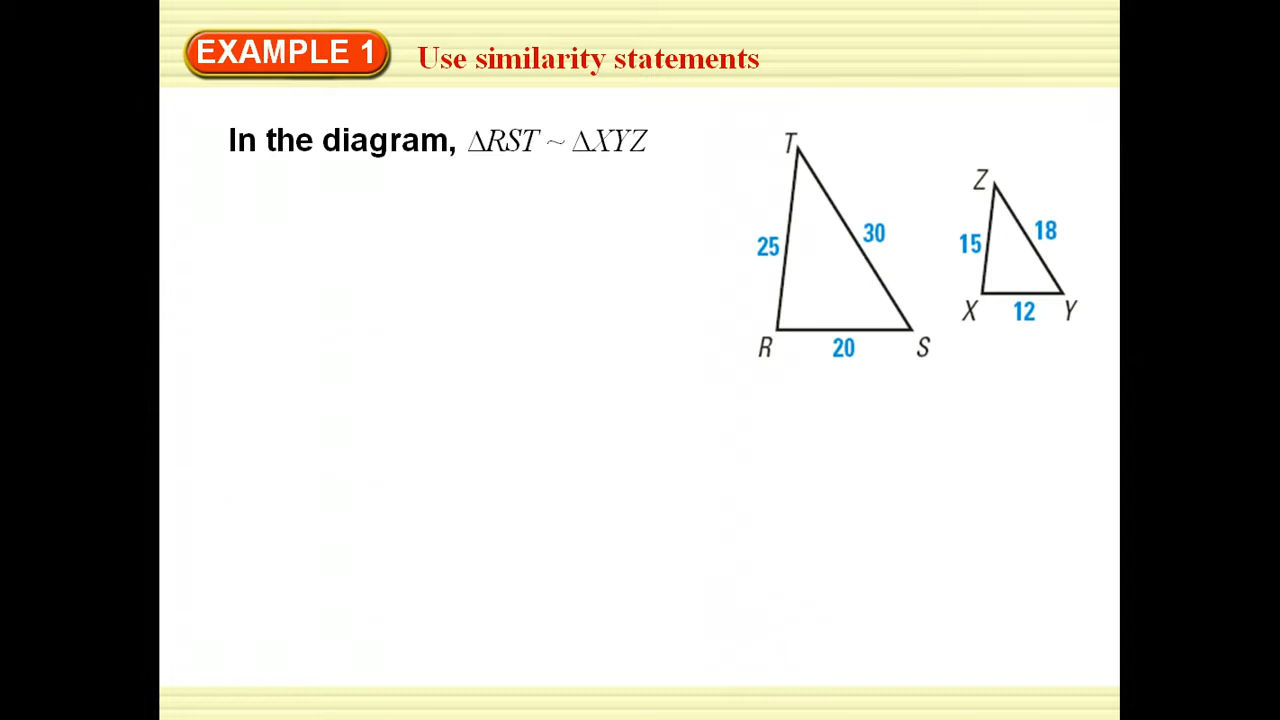 EXAMPLE 1
Use similarity statements
In the diagram, ΔRST ~ ΔXYZ
T
Z
25
30
15
18
X
12
Y
R
20
S